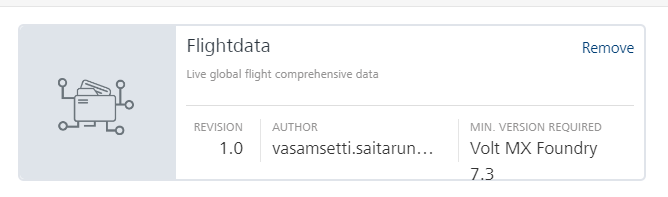 Flightdata
Remove
Live global flight comprehensive data
REVISION
1.0
AUTHOR
vasamsetti.saitarun...
MIN. VERSION REQUIRED
Volt MX Foundry
7.3